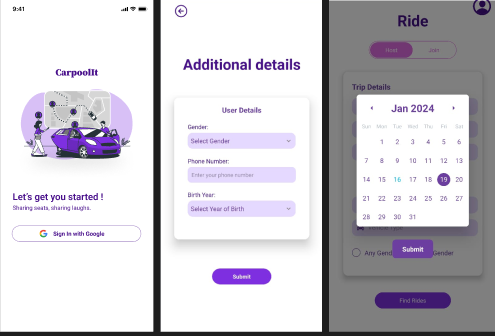 9:41
CarpoolIt
Let's get you started !
Sharing seats, sharing laughs.
Sign In with Google
Additional details
User Details
Gender:
Select Gender
Phone Number:
Enter your phone number
Birth Year:
Select Year of Birth
Submit
Ride
Host Join
Trip Details
Jan 2024
Sun Mon Tue Wed Thu Fri Sat
1 2 3 4 5 6
7 8 9 10 11 12 13
14 15 16 17 18 19 20
21 22 23 24 25 26 27
28 29 30 31
Any Gend
Gender
Submit
Find Rides